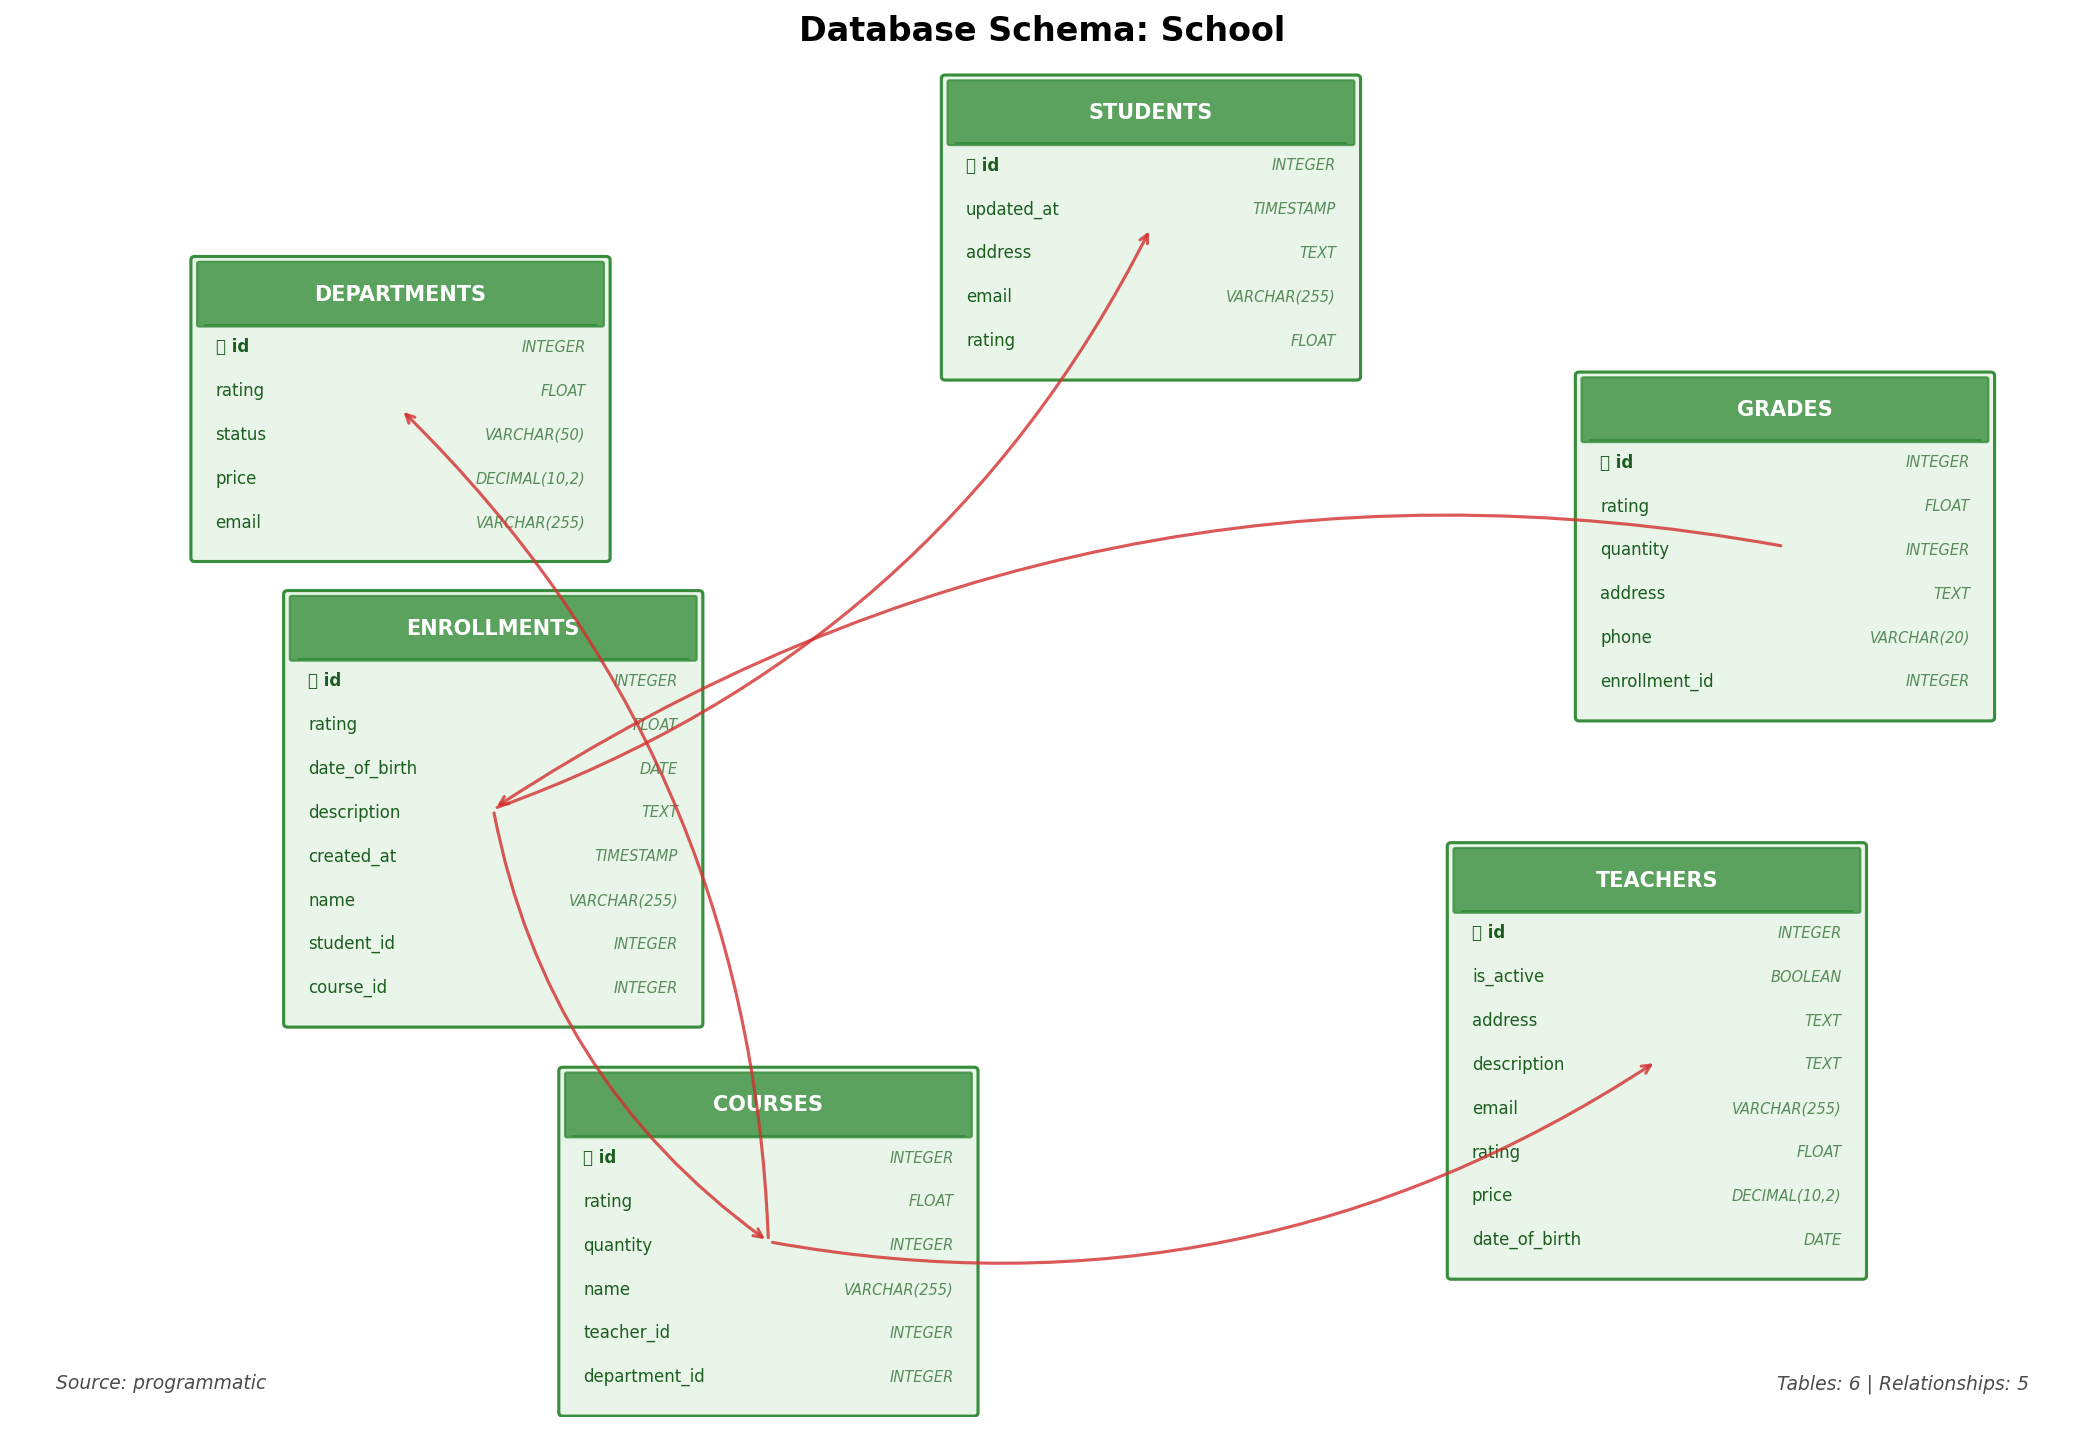 Database Schema: School
STUDENTS
id INTEGER
updated_at TIMESTAMP
address TEXT
email VARCHAR(255)
rating FLOAT
DEPARTMENTS
id INTEGER
rating FLOAT
status VARCHAR(50)
price DECIMAL(10,2)
email VARCHAR(255)
GRADES
id INTEGER
rating FLOAT
quantity INTEGER
address TEXT
phone VARCHAR(20)
enrollment_id INTEGER
ENROLLMENTS
id INTEGER
rating FLOAT
date_of_birth DATE
description TEXT
created_at TIMESTAMP
name VARCHAR(255)
student_id INTEGER
course_id INTEGER
TEACHERS
id INTEGER
is_active BOOLEAN
address TEXT
description TEXT
email VARCHAR(255)
rating FLOAT
price DECIMAL(10,2)
date_of_birth DATE
COURSES
id INTEGER
rating FLOAT
quantity INTEGER
name VARCHAR(255)
teacher_id INTEGER
department_id INTEGER
Source: programmatic
Tables: 6 | Relationships: 5